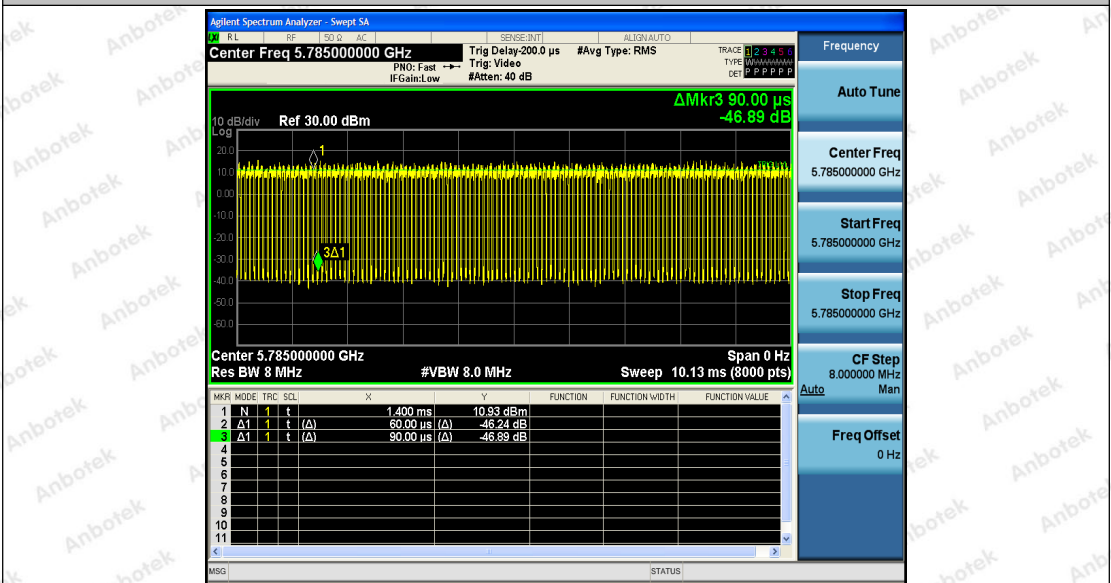 Agilent Spectrum Analyzer - Swept SA
RL RF 50 Ω AC SENSE:INT ALIGNAUTO
Center Freq 5.785000000 GHz
PNO: Fast
IFGain:Low
Trig Delay-200.0 µs
Trig: Video
#Atten: 40 dB
#Avg Type: RMS
TRACE 1 2 3 4 5 6
TYPE
DET P P P P P P
ΔMkr3 90.00 µs
-46.89 dB
10 dB/div Ref 30.00 dBm
Log
20.0
10.0
0.00
-10.0
-20.0
-30.0
-40.0
-50.0
-60.0
1
3Δ1
Center 5.785000000 GHz Span 0 Hz
Res BW 8 MHz #VBW 8.0 MHz Sweep 10.13 ms (8000 pts)
MKR MODE TRC SCL X Y FUNCTION FUNCTION WIDTH FUNCTION VALUE
1 N 1 t 1.400 ms 10.93 dBm
2 Δ1 1 t (Δ) 60.00 µs (Δ) -46.24 dB
3 Δ1 1 t (Δ) 90.00 µs (Δ) -46.89 dB
4
5
6
7
8
9
10
11
MSG STATUS
Frequency
Auto Tune
Center Freq
5.785000000 GHz
Start Freq
5.785000000 GHz
Stop Freq
5.785000000 GHz
CF Step
8.000000 MHz
Auto Man
Freq Offset
0 Hz
Anbotek